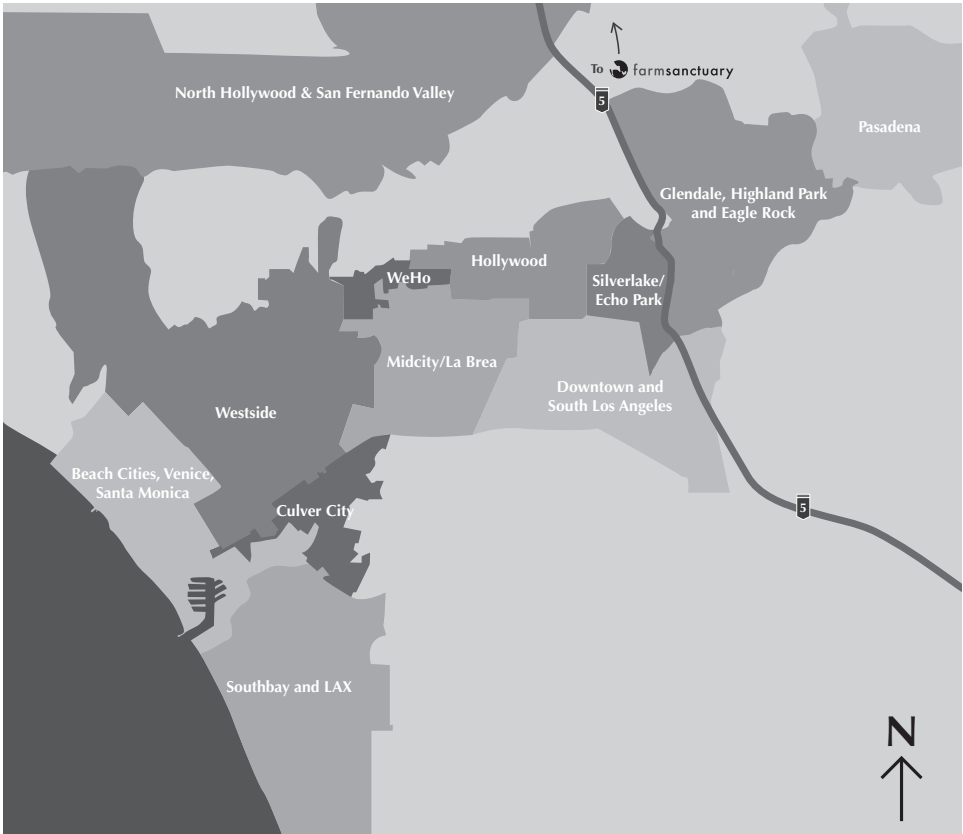 To farmsanctuary
5
North Hollywood & San Fernando Valley
Pasadena
Glendale, Highland Park
and Eagle Rock
Hollywood
WeHo
Silverlake/
Echo Park
Midcity/La Brea
Downtown and
South Los Angeles
Westside
Beach Cities, Venice,
Santa Monica
Culver City
5
Southbay and LAX
N